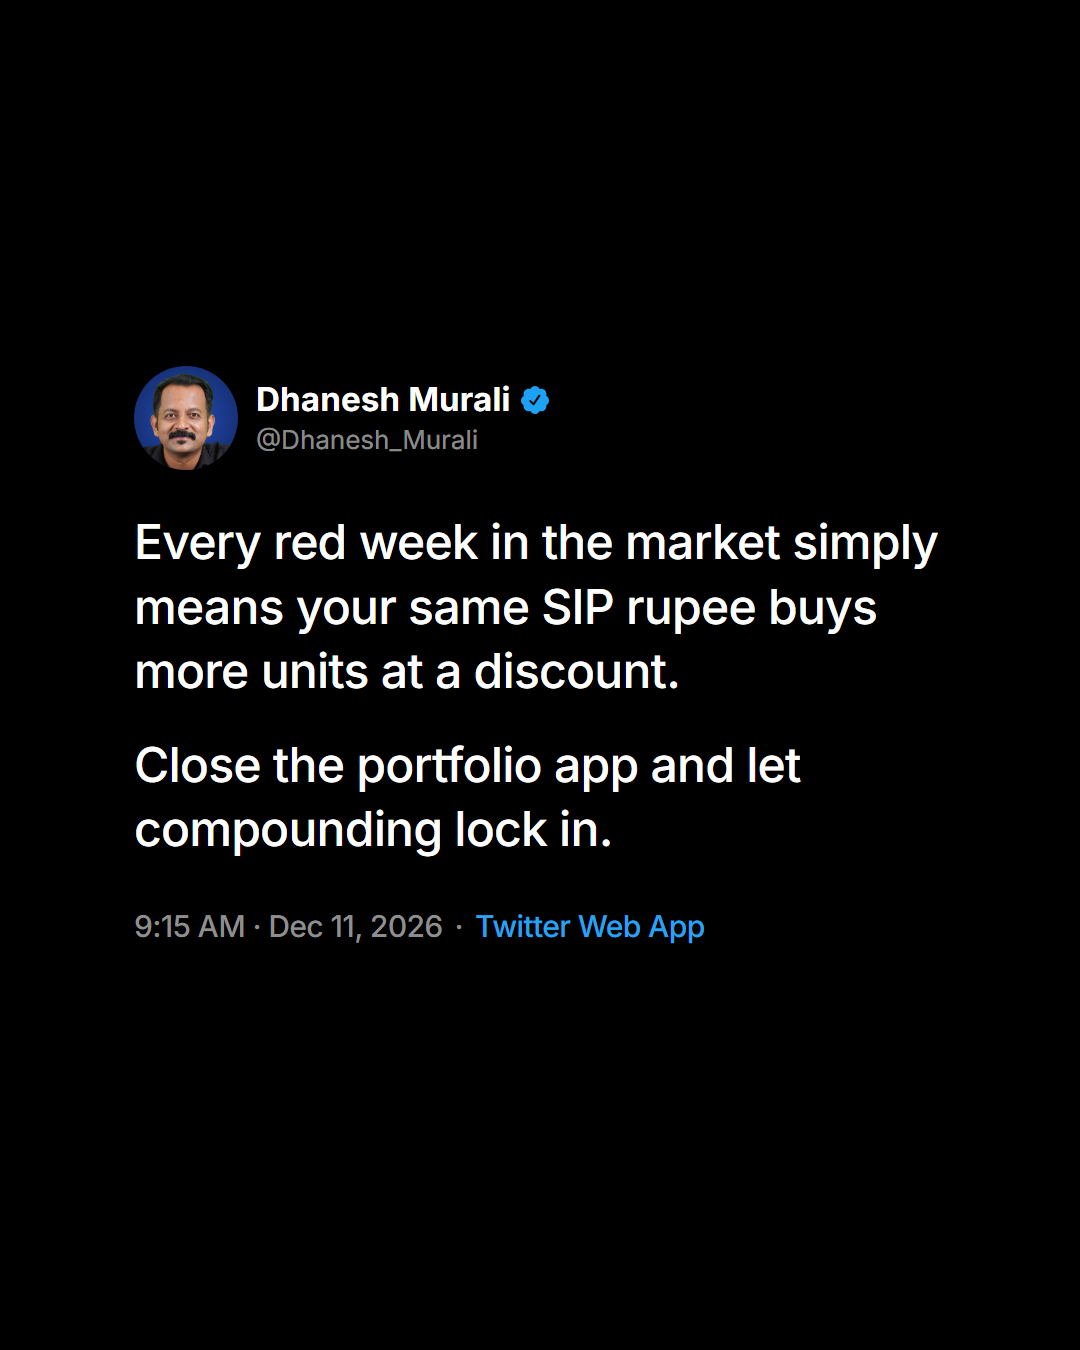 Dhanesh Murali
@Dhanesh_Murali
Every red week in the market simply
means your same SIP rupee buys
more units at a discount.
Close the portfolio app and let
compounding lock in.
9:15 AM · Dec 11, 2026 · Twitter Web App